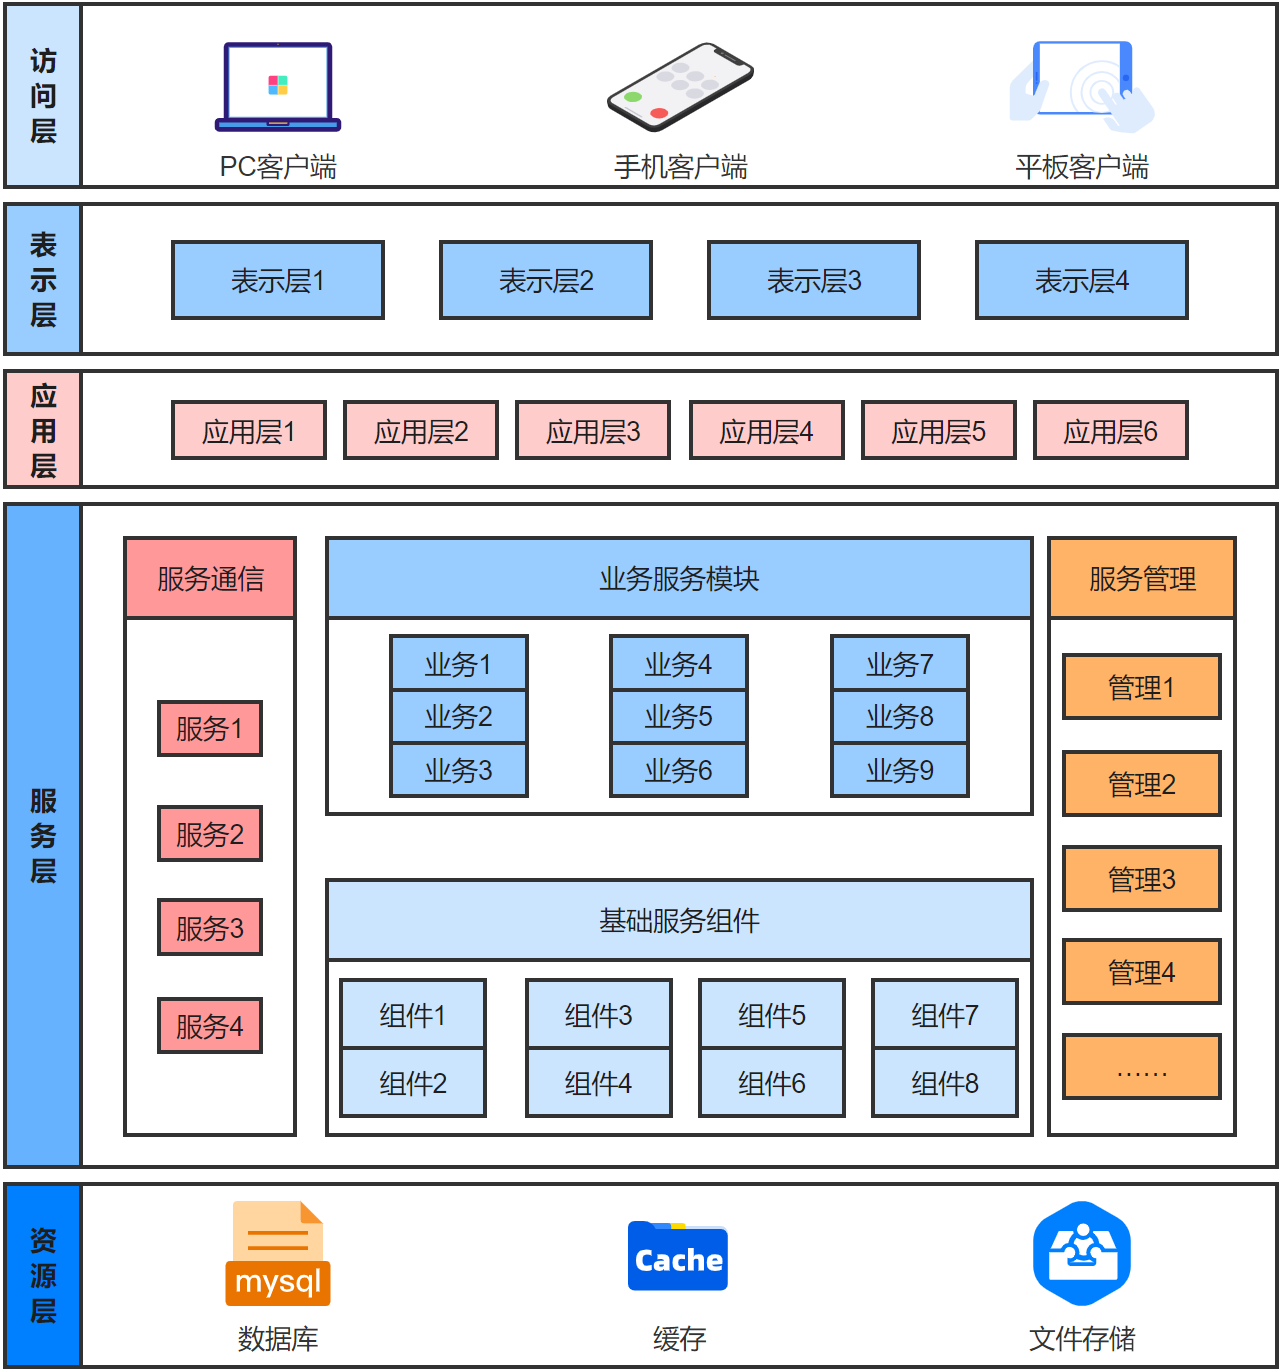 访问层
PC客户端
手机客户端
平板客户端
表示层
表示层1
表示层2
表示层3
表示层4
应用层
应用层1
应用层2
应用层3
应用层4
应用层5
应用层6
服务层
服务通信
服务1
服务2
服务3
服务4
业务服务模块
业务1
业务2
业务3
业务4
业务5
业务6
业务7
业务8
业务9
基础服务组件
组件1
组件2
组件3
组件4
组件5
组件6
组件7
组件8
服务管理
管理1
管理2
管理3
管理4
……
资源层
mysql
数据库
Cache
缓存
文件存储